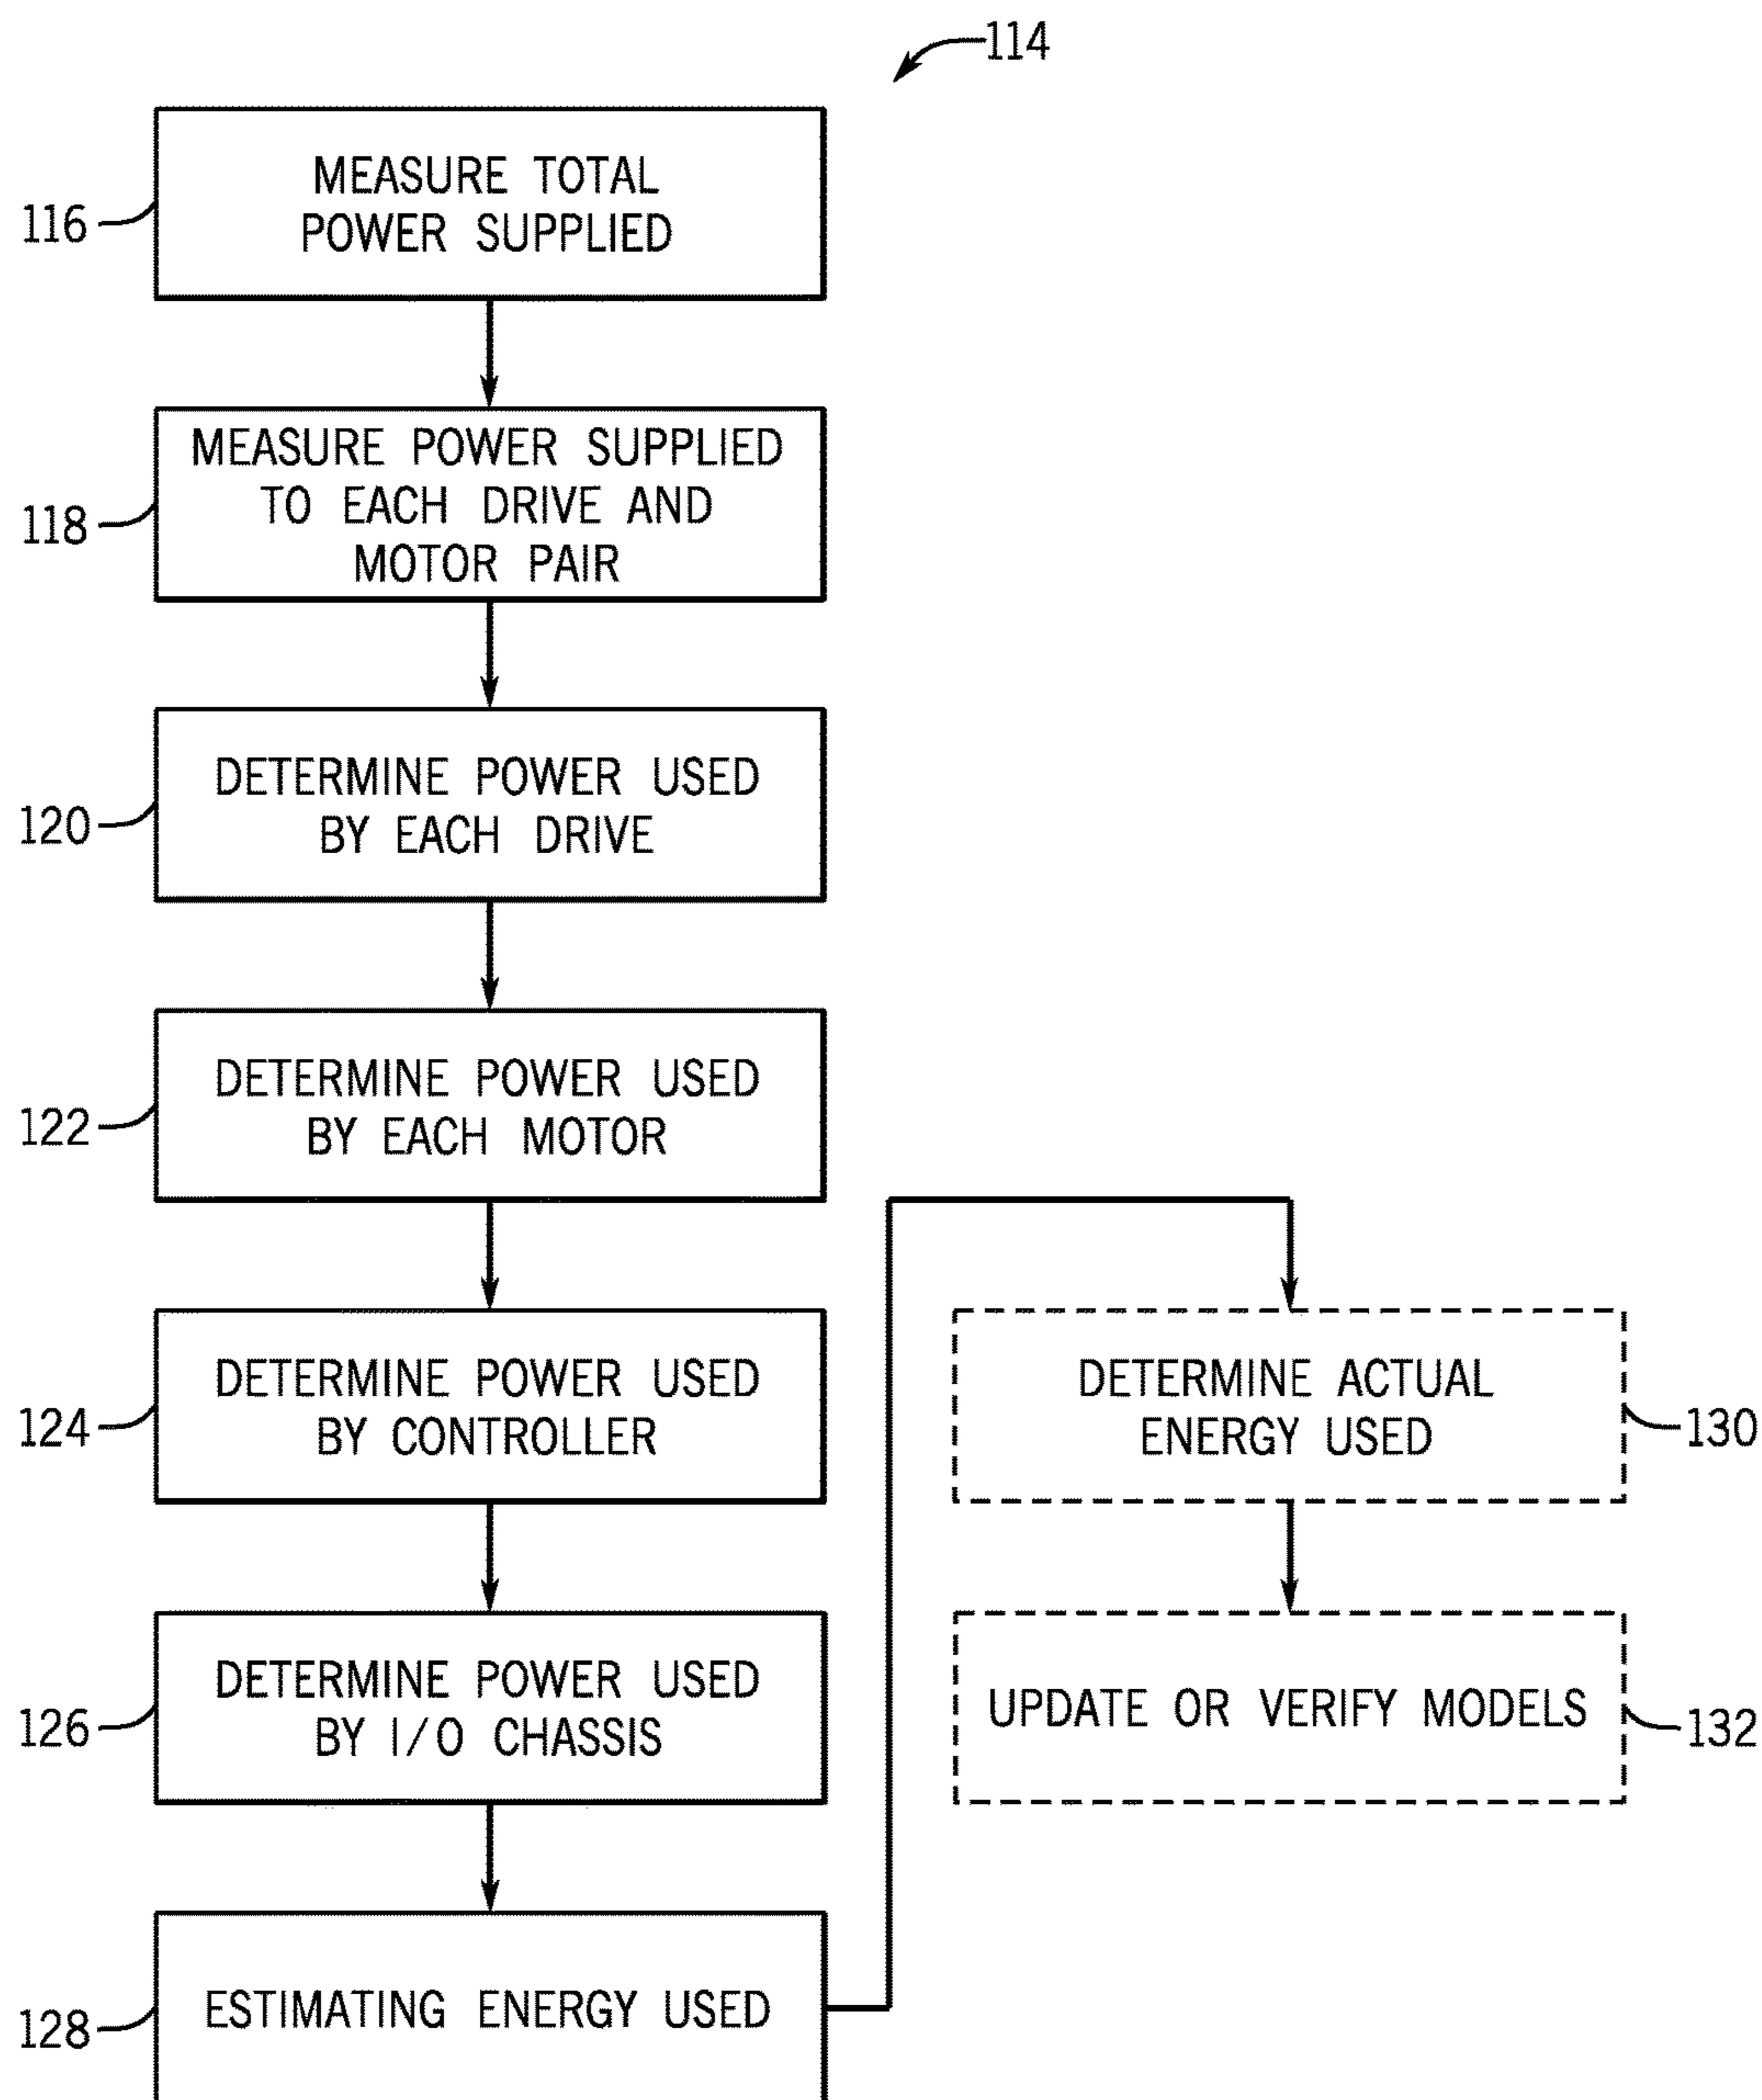 114
MEASURE TOTAL
POWER SUPPLIED
116
MEASURE POWER SUPPLIED
TO EACH DRIVE AND
MOTOR PAIR
118
DETERMINE POWER USED
BY EACH DRIVE
120
DETERMINE POWER USED
BY EACH MOTOR
122
DETERMINE POWER USED
BY CONTROLLER
124
DETERMINE POWER USED
BY I/O CHASSIS
126
ESTIMATING ENERGY USED
128
DETERMINE ACTUAL
ENERGY USED
130
UPDATE OR VERIFY MODELS
132